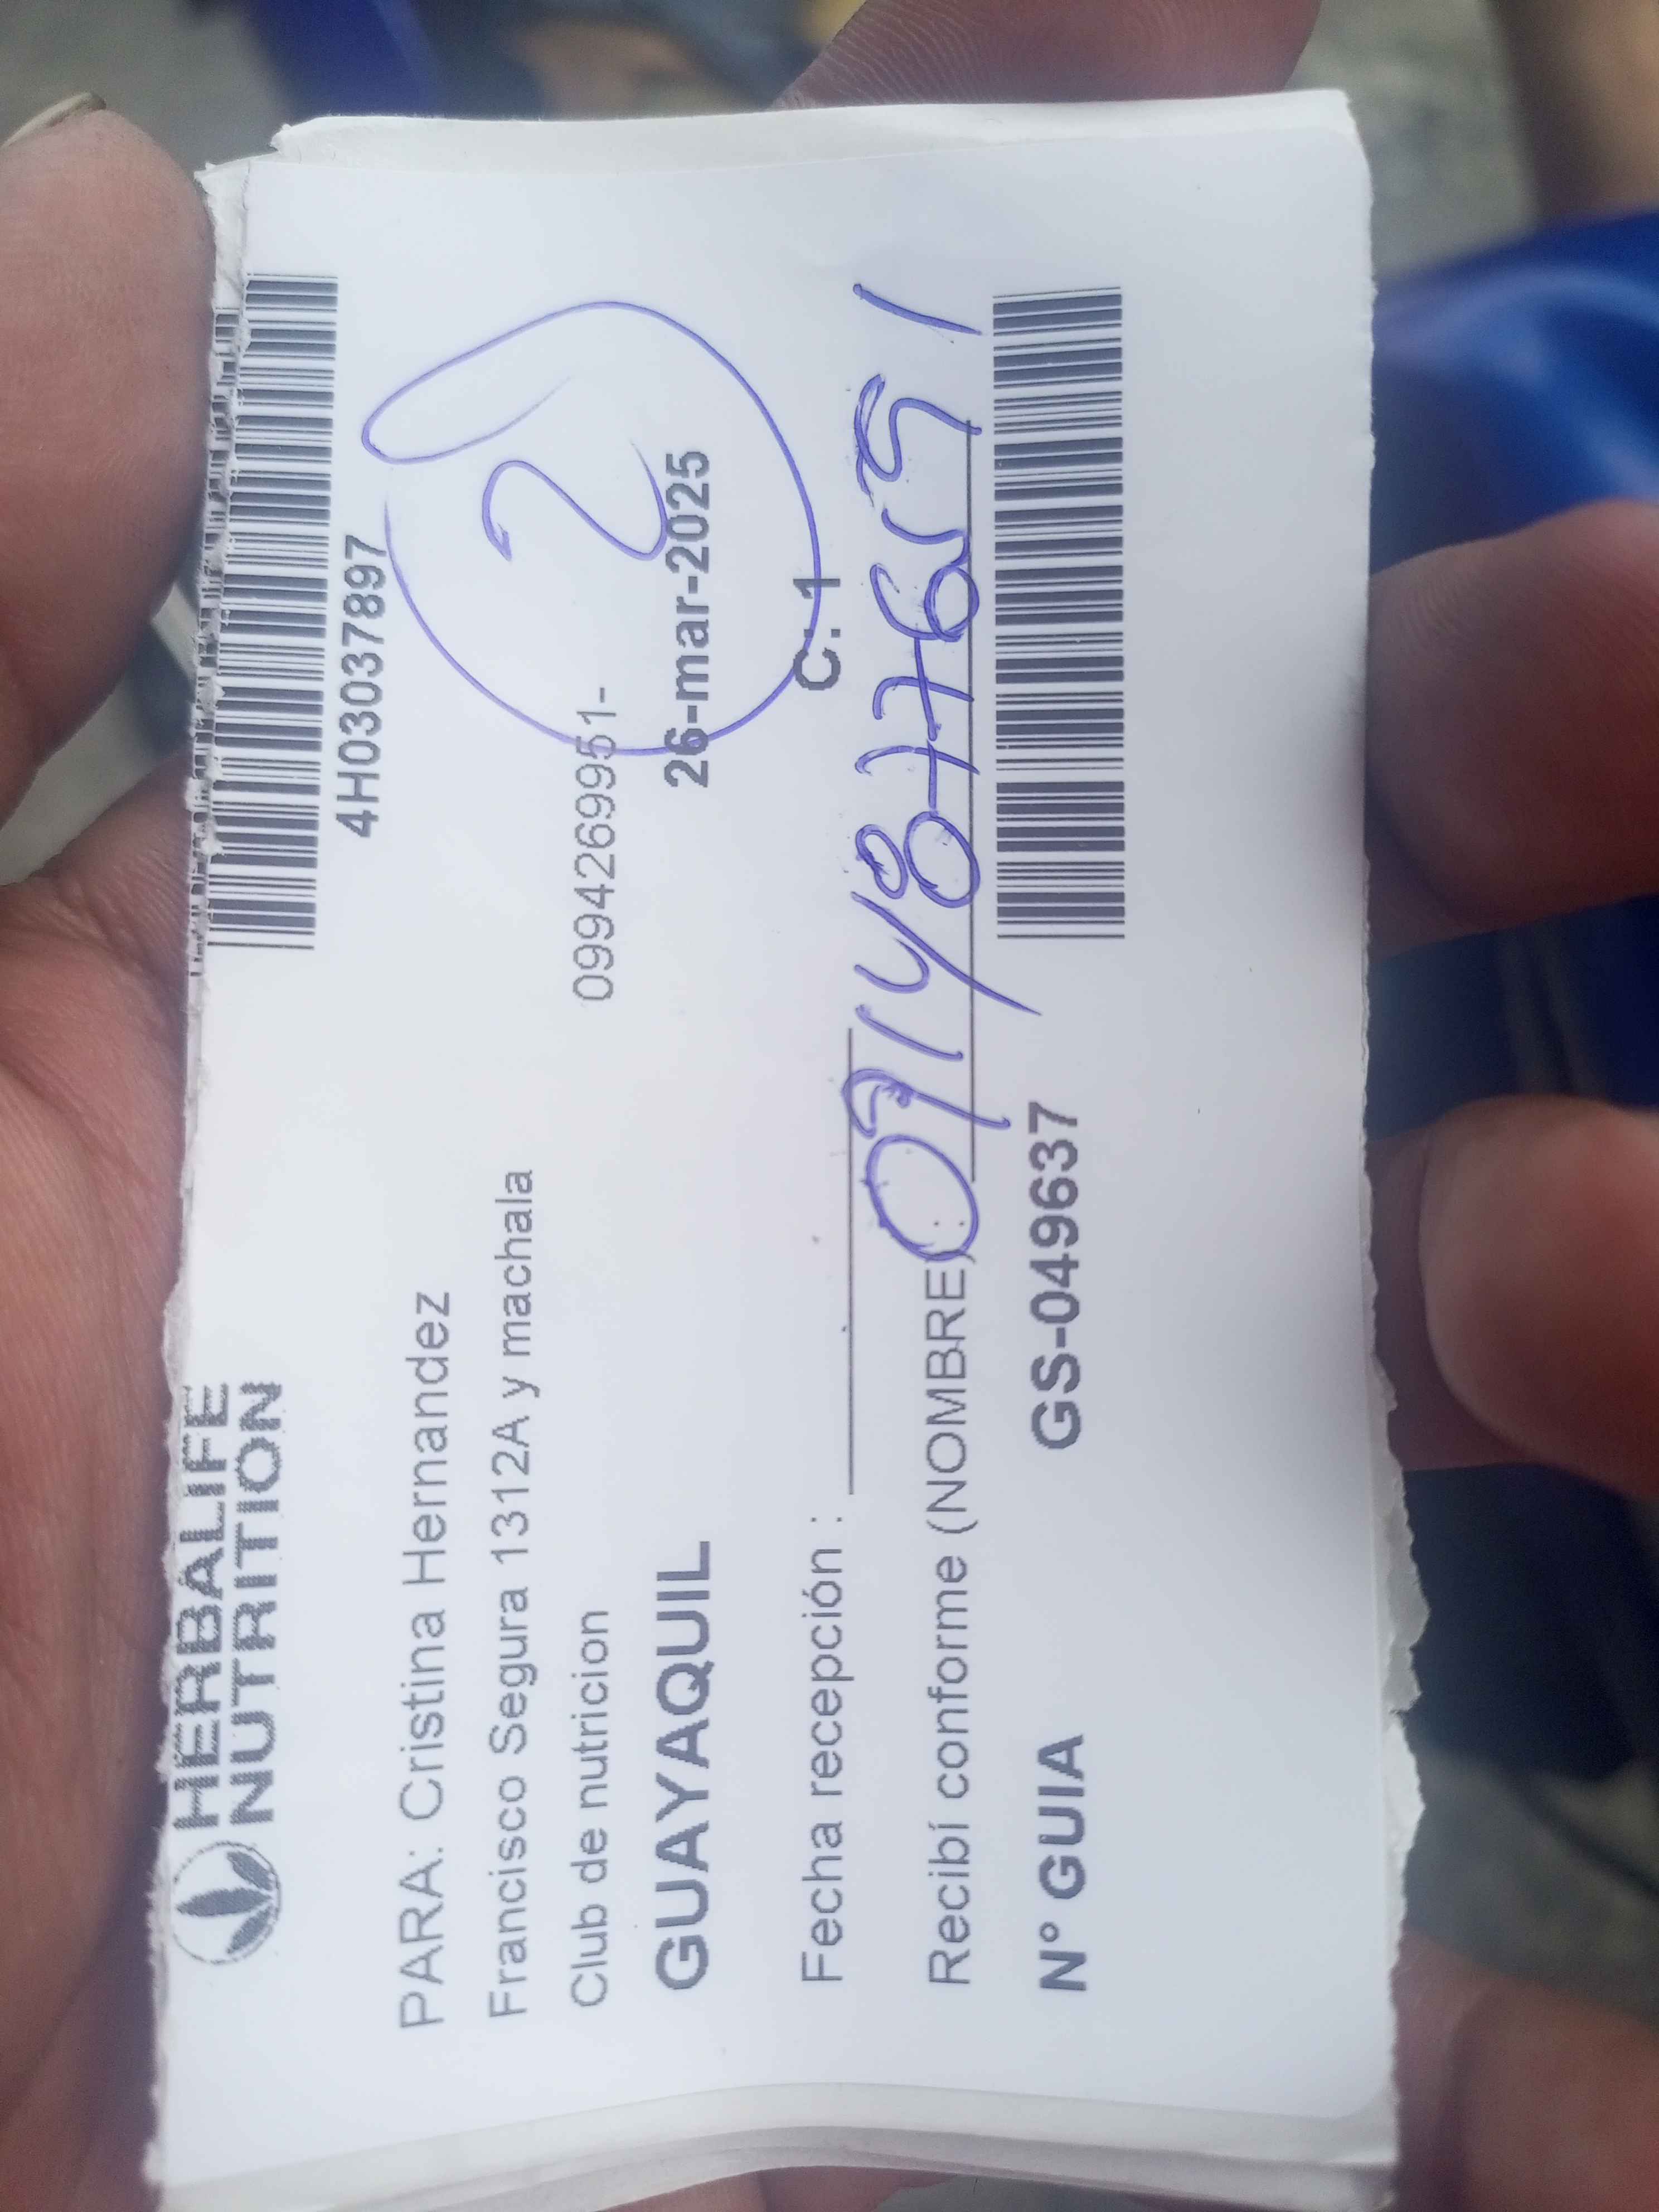 HERBALIFE
NUTRITION
4H03037897
PARA: Cristina Hernandez
Francisco Segura 1312A y machala
2
Club de nutricion
0994269951-
GUAYAQUIL
26-mar-2025
C: 1
Fecha recepción :
Recibí conforme (NOMBRE):
N° GUIA
GS-049637